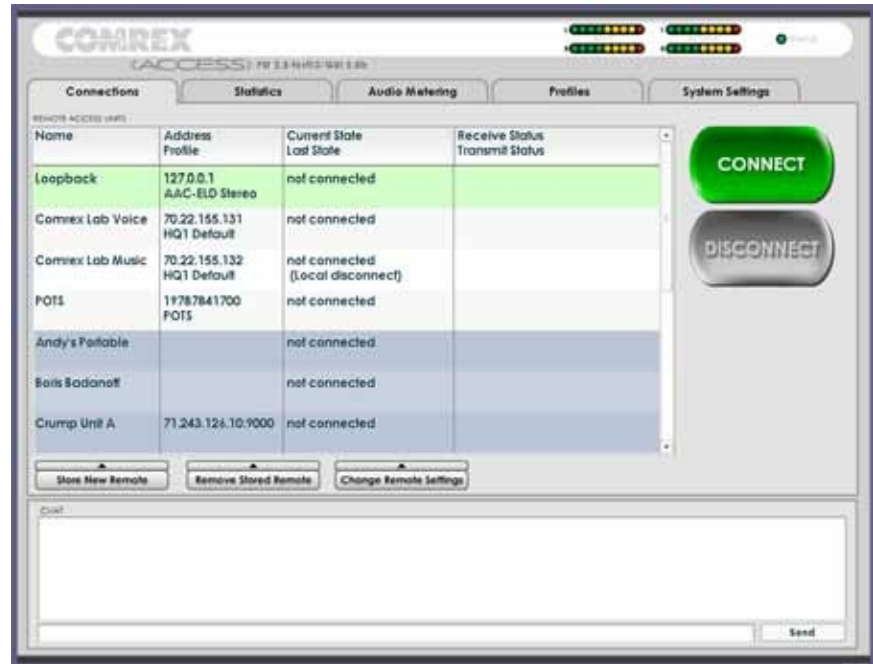 COMREX
ACCESS
Connections
Statistics
Audio Metering
Profiles
System Settings
REMOTE ACCESS UNITS
Name
Address
Profile
Current State
Last State
Receive Status
Transmit Status
Loopback
127.0.0.1
AAC-ELD Stereo
not connected
Comrex Lab Voice
70.22.155.131
HQ1 Default
not connected
Comrex Lab Music
70.22.155.132
HQ1 Default
not connected
(Local disconnect)
POTS
19787841700
POTS
not connected
Andy's Portable
not connected
Boris Badanoff
not connected
Crump Unit A
71.243.126.10:9000
not connected
CONNECT
DISCONNECT
Store New Remote
Remove Stored Remote
Change Remote Settings
CHAT
Send